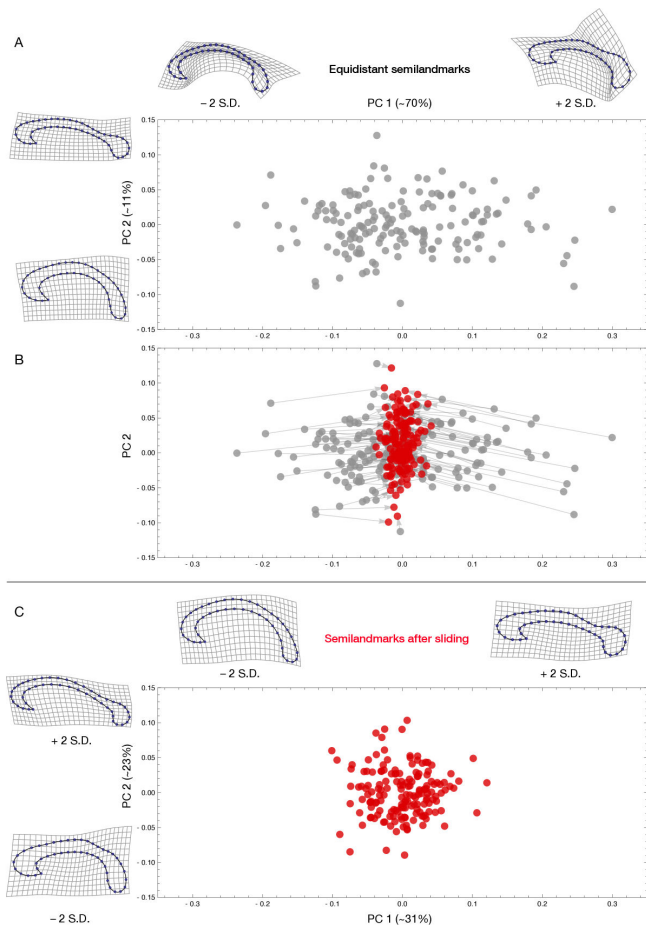 A
Equidistant semilandmarks
– 2 S.D.
PC 1 (~70%)
+ 2 S.D.
PC 2 (~11%)
0.15
0.10
0.05
0.00
- 0.05
- 0.10
- 0.15
- 0.3
- 0.2
- 0.1
0.0
0.1
0.2
0.3
B
PC 2
0.15
0.10
0.05
0.00
- 0.05
- 0.10
- 0.15
- 0.3
- 0.2
- 0.1
0.0
0.1
0.2
0.3
C
Semilandmarks after sliding
– 2 S.D.
+ 2 S.D.
+ 2 S.D.
– 2 S.D.
PC 2 (~23%)
0.15
0.10
0.05
0.00
- 0.05
- 0.10
- 0.15
- 0.3
- 0.2
- 0.1
0.0
0.1
0.2
0.3
PC 1 (~31%)